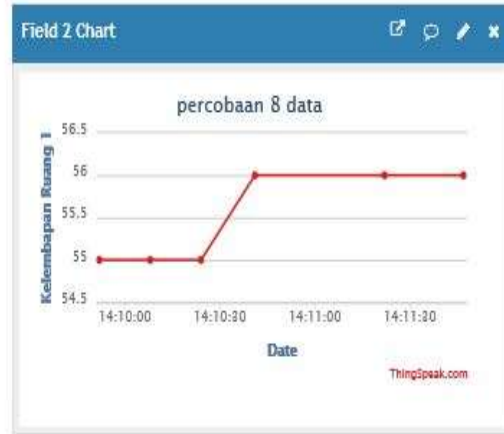 Field 2 Chart
percobaan 8 data
Kelembapan Ruang 1
56.5
56
55.5
55
54.5
14:10:00 14:10:30 14:11:00 14:11:30
Date
ThingSpeak.com